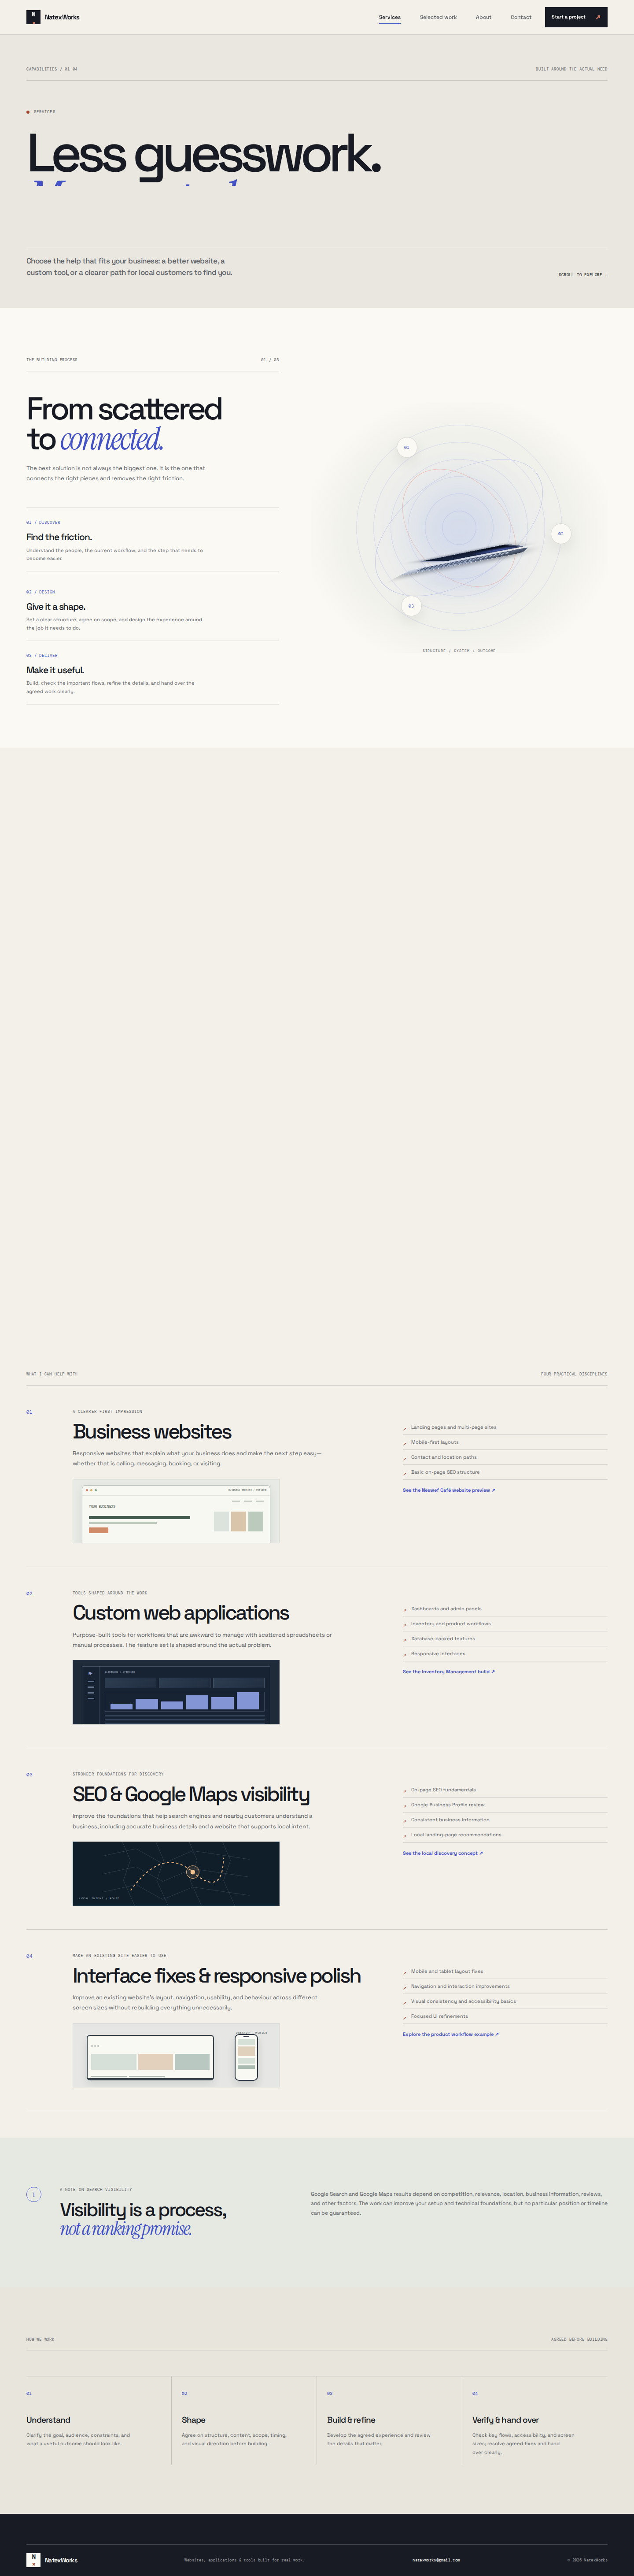 N
NatexWorks
Services
Selected work
About
Contact
Start a project ↗
CAPABILITIES / 01—04
BUILT AROUND THE ACTUAL NEED
SERVICES
Less guesswork.
Choose the help that fits your business: a better website, a
custom tool, or a clearer path for local customers to find you.
SCROLL TO EXPLORE ↓
THE BUILDING PROCESS
01 / 03
From scattered
to connected.
The best solution is not always the biggest one. It is the one that
connects the right pieces and removes the right friction.
01 / DISCOVER
Find the friction.
Understand the people, the current workflow, and the step that needs to
become easier.
02 / DESIGN
Give it a shape.
Set a clear structure, agree on scope, and design the experience around
the job it needs to do.
03 / DELIVER
Make it useful.
Build, check the important flows, refine the details, and hand over the
agreed work clearly.
01
02
03
STRUCTURE / SYSTEM / OUTCOME
WHAT I CAN HELP WITH
FOUR PRACTICAL DISCIPLINES
01
A CLEARER FIRST IMPRESSION
Business websites
Responsive websites that explain what your business does and make the next step easy—
whether that is calling, messaging, booking, or visiting.
YOUR BUSINESS
↗ Landing pages and multi-page sites
↗ Mobile-first layouts
↗ Contact and location paths
↗ Basic on-page SEO structure
See the Naswef Café website preview ↗
02
TOOLS SHAPED AROUND THE WORK
Custom web applications
Purpose-built tools for workflows that are awkward to manage with scattered spreadsheets or
manual processes. The feature set is shaped around the actual problem.
↗ Dashboards and admin panels
↗ Inventory and product workflows
↗ Database-backed features
↗ Responsive interfaces
See the Inventory Management build ↗
03
STRONGER FOUNDATIONS FOR DISCOVERY
SEO & Google Maps visibility
Improve the foundations that help search engines and nearby customers understand a
business, including accurate business details and a website that supports local intent.
↗ On-page SEO fundamentals
↗ Google Business Profile review
↗ Consistent business information
↗ Local landing-page recommendations
See the local discovery concept ↗
04
MAKE AN EXISTING SITE EASIER TO USE
Interface fixes & responsive polish
Improve an existing website's layout, navigation, usability, and behaviour across different
screen sizes without rebuilding everything unnecessarily.
↗ Mobile and tablet layout fixes
↗ Navigation and interaction improvements
↗ Visual consistency and accessibility basics
↗ Focused UI refinements
Explore the product workflow example ↗
i
A NOTE ON SEARCH VISIBILITY
Visibility is a process,
not a ranking promise.
Google Search and Google Maps results depend on competition, relevance, location, business information, reviews,
and other factors. The work can improve your setup and technical foundations, but no particular position or timeline
can be guaranteed.
HOW WE WORK
AGREED BEFORE BUILDING
01
Understand
Clarify the goal, audience, constraints, and
what a useful outcome should look like.
02
Shape
Agree on structure, content, scope, timing,
and visual direction before building.
03
Build & refine
Develop the agreed experience and review
the details that matter.
04
Verify & hand over
Check key flows, accessibility, and screen
sizes; resolve agreed fixes and hand
over clearly.
N
NatexWorks
Websites, applications & tools built for real work.
natexworks@gmail.com
© 2026 NatexWorks